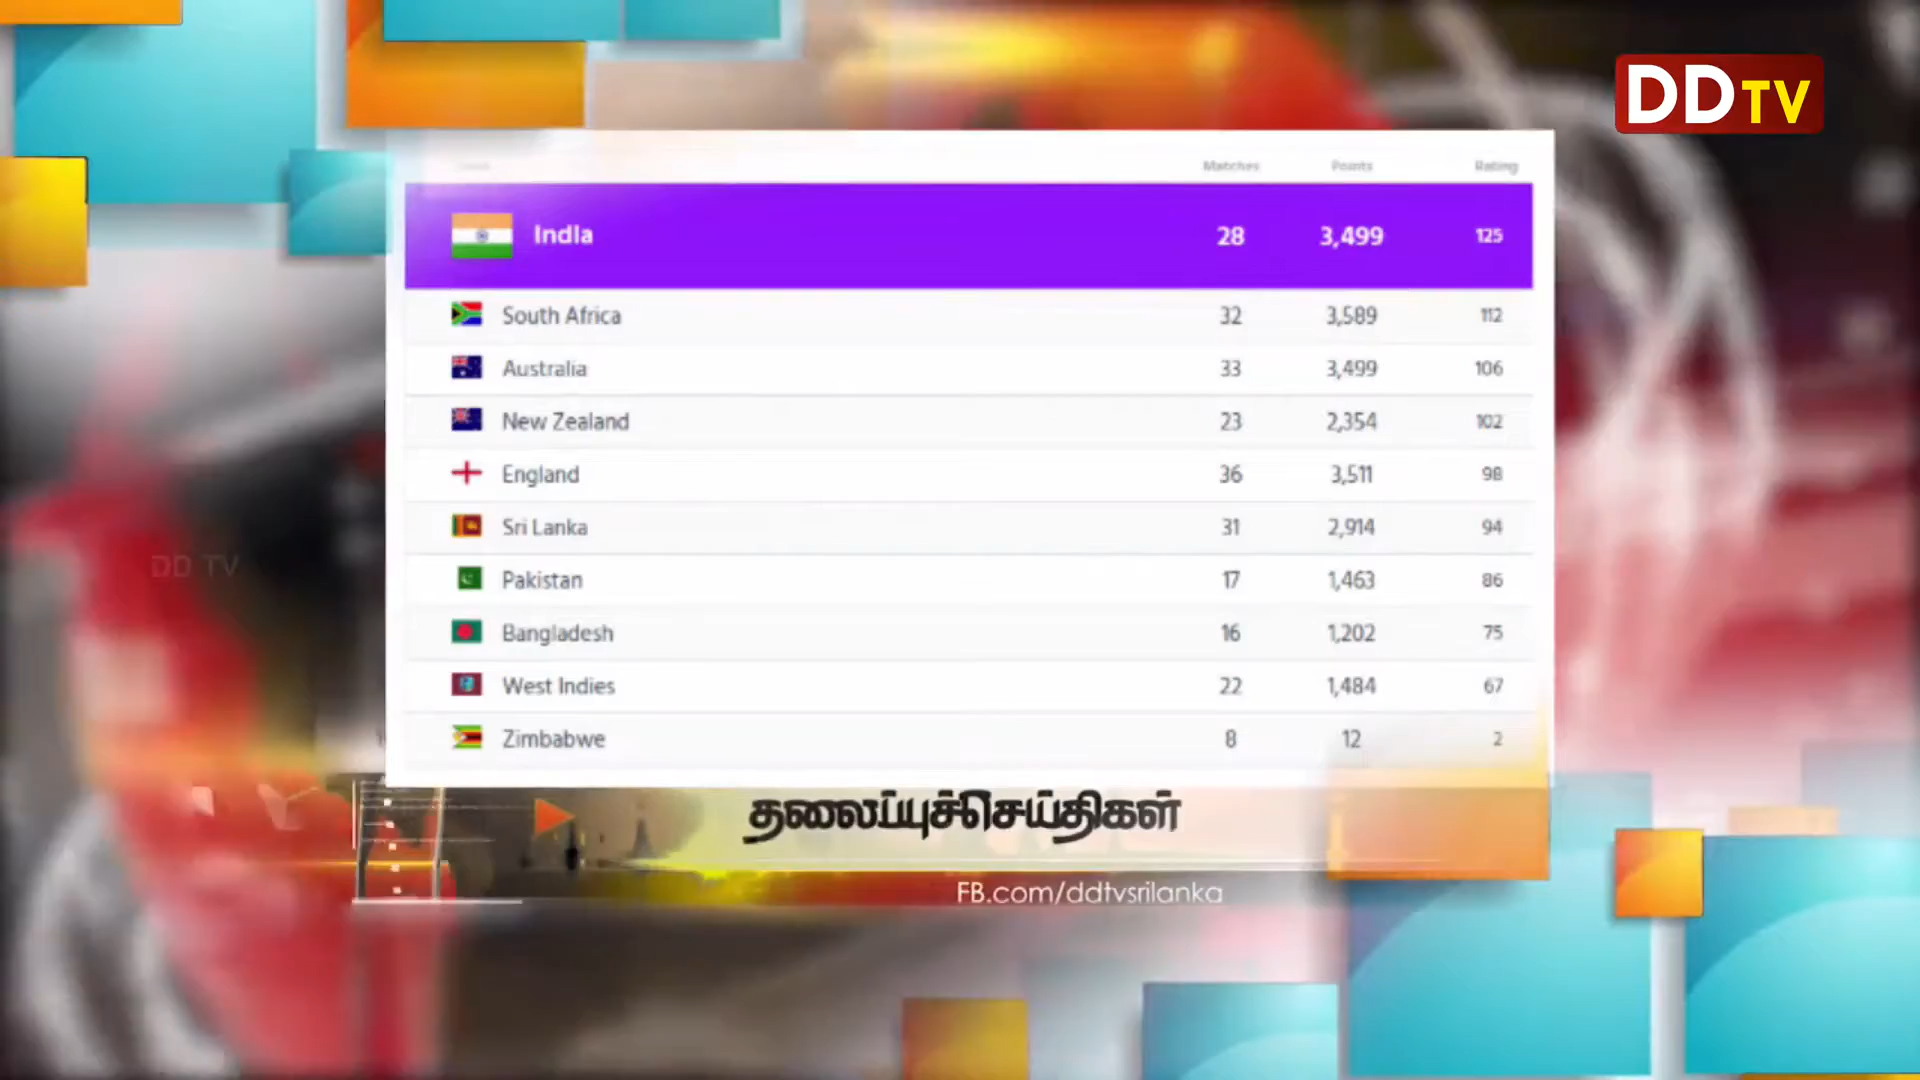 DDTV
Matches Points Rating
India 28 3,499 125
South Africa 32 3,589 112
Australia 33 3,499 106
New Zealand 23 2,354 102
England 36 3,511 98
Sri Lanka 31 2,914 94
DD TV
Pakistan 17 1,463 86
Bangladesh 16 1,202 75
West Indies 22 1,484 67
Zimbabwe 8 12 2
தலைப்புச்செய்திகள்
FB.com/ddtvsrilanka